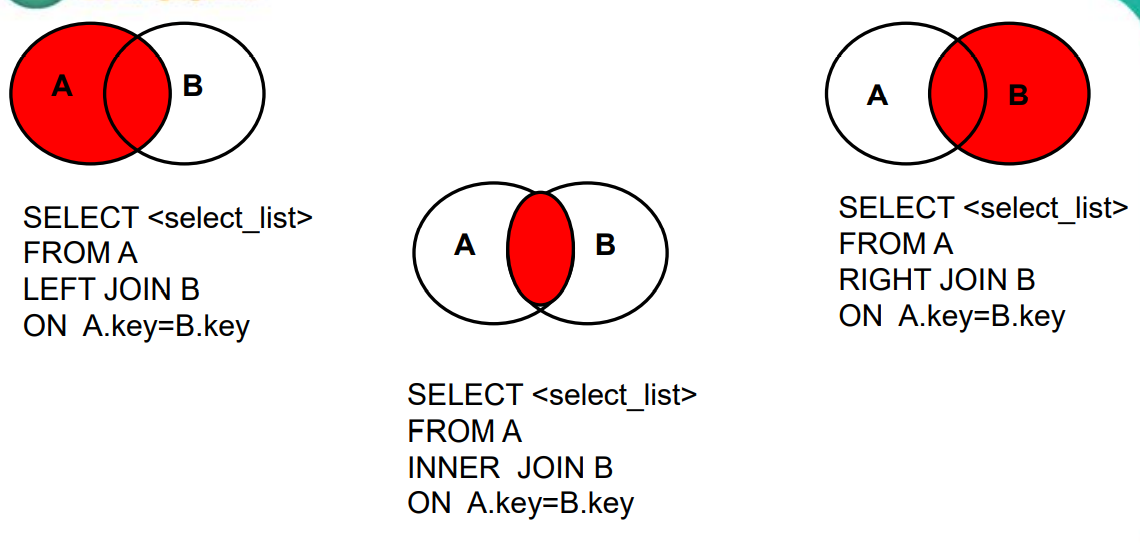 A B
SELECT <select_list>
FROM A
LEFT JOIN B
ON A.key=B.key
A B
SELECT <select_list>
FROM A
INNER JOIN B
ON A.key=B.key
A B
SELECT <select_list>
FROM A
RIGHT JOIN B
ON A.key=B.key